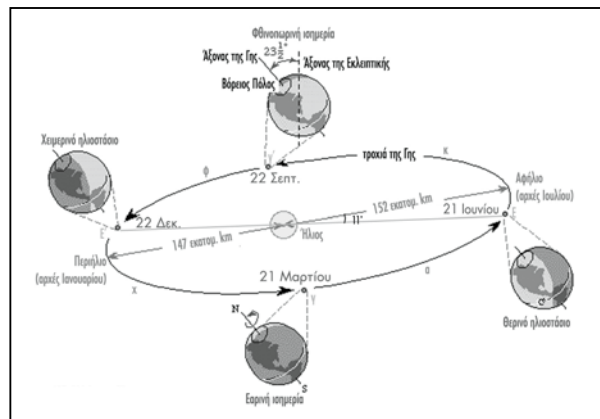 Φθινοπωρινή ισημερία
23 1/2°
Άξονας της Γης
Άξονας της Εκλειπτικής
Βόρειος Πόλος
Χειμερινό ηλιοστάσιο
φ
τροχιά της Γης
κ
22 Σεπτ.
Αφήλιο
(αρχές Ιουλίου)
152 εκατομ. km
22 Δεκ.
21 Ιουνίου
11°
Ήλιος
147 εκατομ. km
Περιήλιο
(αρχές Ιανουαρίου)
χ
21 Μαρτίου
α
γ
N
S
Θερινό ηλιοστάσιο
Εαρινή ισημερία